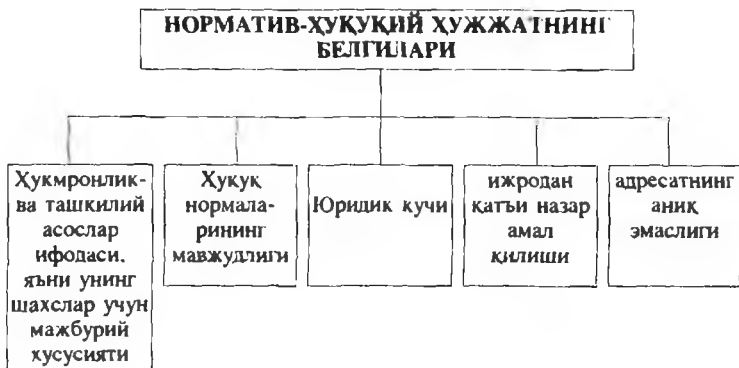 НОРМАТИВ-ҲУҚУҚИЙ ҲУЖЖАТНИНГ
БЕЛГИЛАРИ
Ҳукмронлик-
ва ташкилий
асослар
ифодаси,
яъни унинг
шахслар учун
мажбурий
хусусияти
Ҳуқуқ
нормала-
рининг
мавжудлиги
Юридик кучи
ижродан
қатъи назар
амал
қилиши
адресатнинг
аниқ
эмаслиги